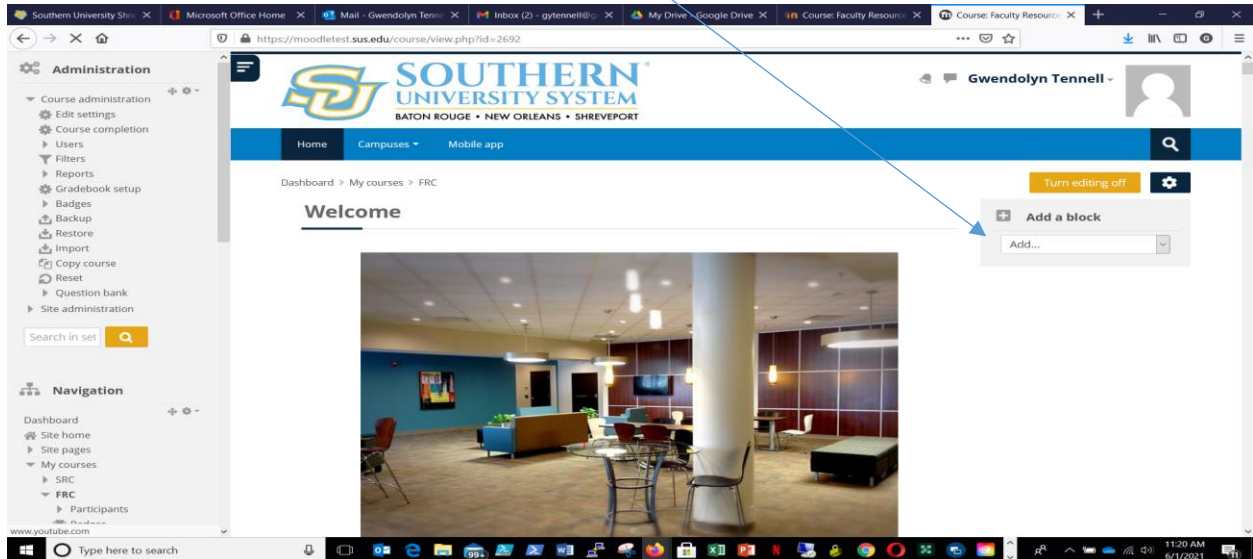 Southern University Shre
Microsoft Office Home
Mail - Gwendolyn Tenne
Inbox (2) - gytennell@g
My Drive - Google Drive
Course: Faculty Resource
Course: Faculty Resource
https://moodletest.sus.edu/course/view.php?id=2692
Administration
Course administration
Edit settings
Course completion
Users
Filters
Reports
Gradebook setup
Badges
Backup
Restore
Import
Copy course
Reset
Question bank
Site administration
Search in set
Navigation
Dashboard
Site home
Site pages
My courses
SRC
FRC
Participants
www.youtube.com
SU
SOUTHERN
UNIVERSITY SYSTEM
BATON ROUGE • NEW ORLEANS • SHREVEPORT
Gwendolyn Tennell
Home Campuses Mobile app
Dashboard > My courses > FRC
Turn editing off
Welcome
Add a block
Add...
Type here to search
99+
11:20 AM
6/1/2021